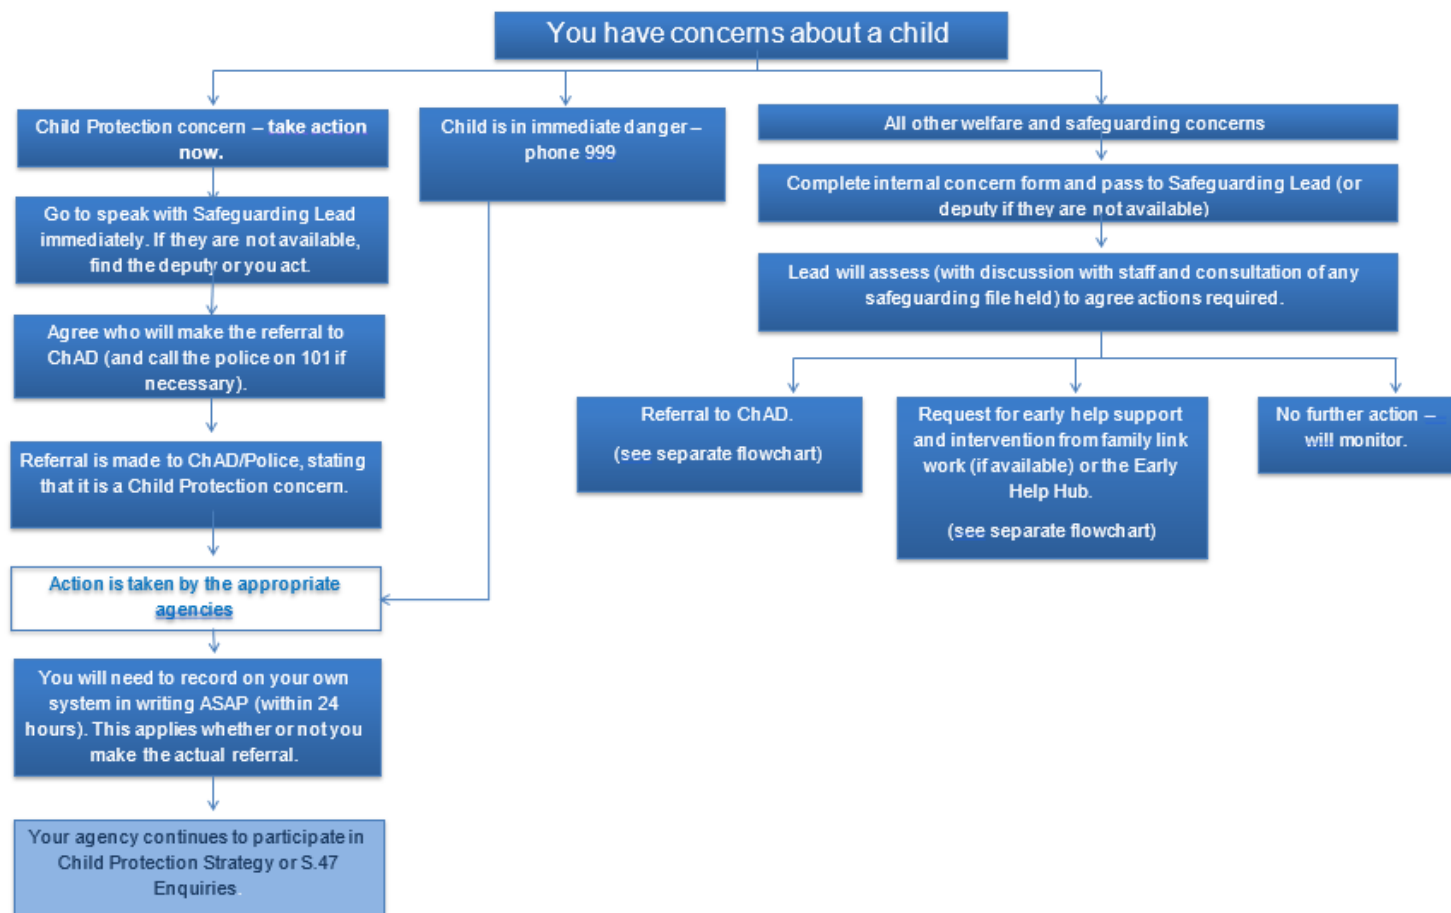 You have concerns about a child
Child Protection concern – take action
now.
Child is in immediate danger –
phone 999
All other welfare and safeguarding concerns
Go to speak with Safeguarding Lead
immediately. If they are not available,
find the deputy or you act.
Complete internal concern form and pass to Safeguarding Lead (or
deputy if they are not available)
Agree who will make the referral to
ChAD (and call the police on 101 if
necessary).
Lead will assess (with discussion with staff and consultation of any
safeguarding file held) to agree actions required.
Referral is made to ChAD/Police, stating
that it is a Child Protection concern.
Referral to ChAD.
(see separate flowchart)
Request for early help support
and intervention from family link
work (if available) or the Early
Help Hub.
(see separate flowchart)
No further action –
will monitor.
Action is taken by the appropriate
agencies
You will need to record on your own
system in writing ASAP (within 24
hours). This applies whether or not you
make the actual referral.
Your agency continues to participate in
Child Protection Strategy or S.47
Enquiries.